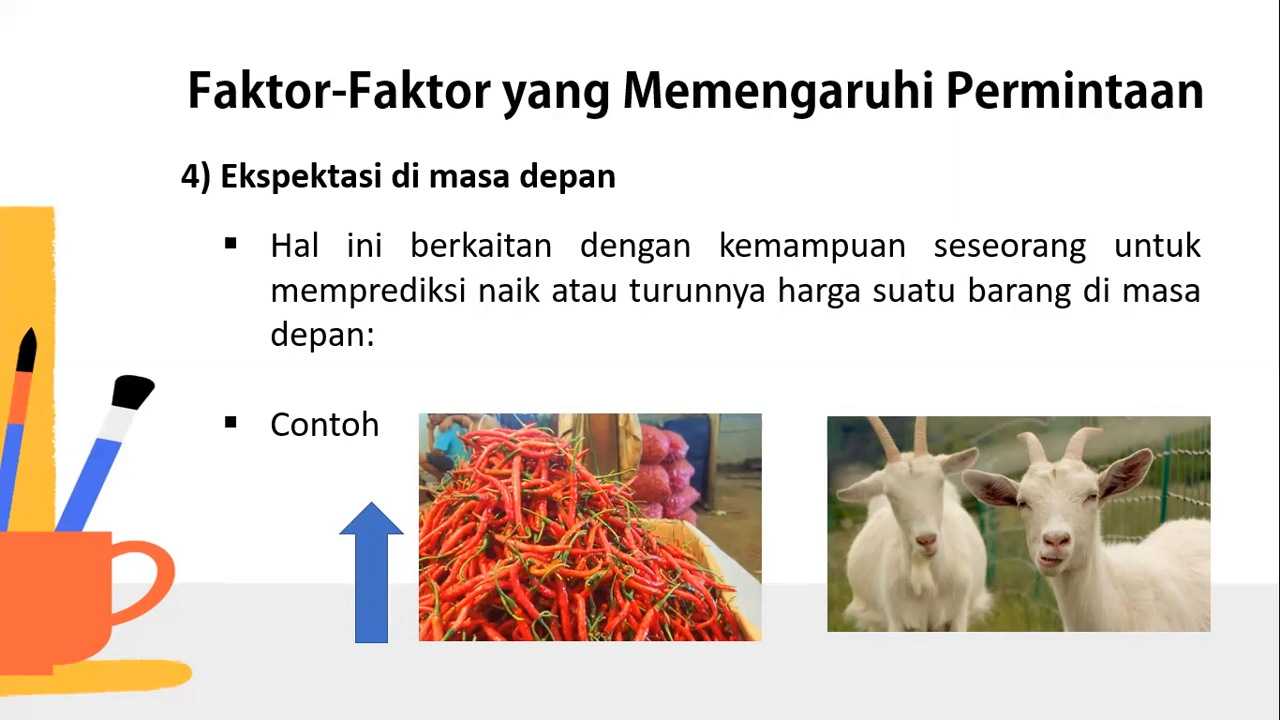 Faktor-Faktor yang Memengaruhi Permintaan
4) Ekspektasi di masa depan
▪ Hal ini berkaitan dengan kemampuan seseorang untuk
memprediksi naik atau turunnya harga suatu barang di masa
depan:
▪ Contoh